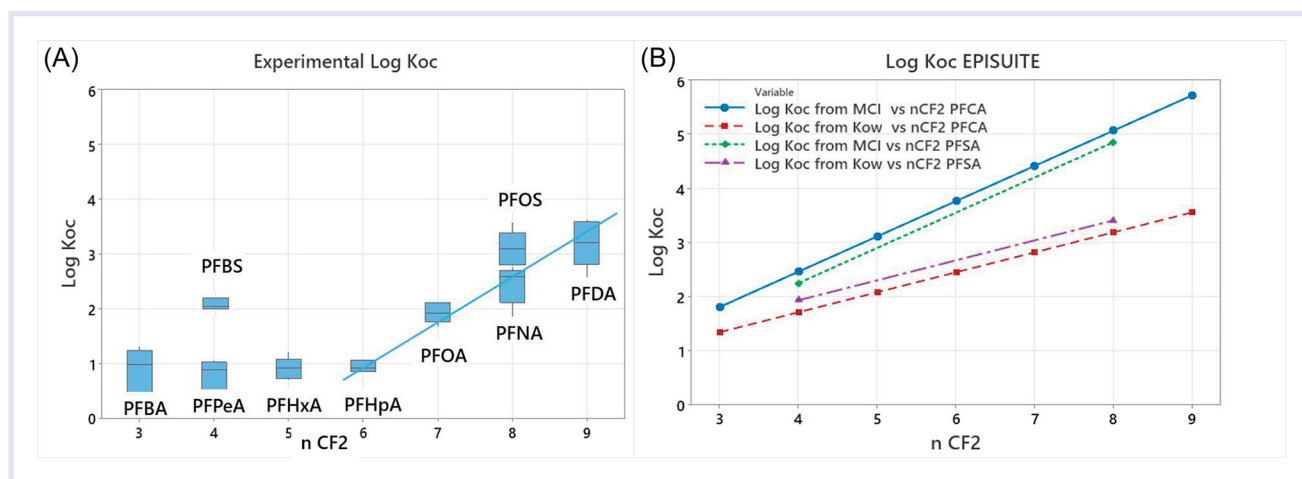 (A)
Experimental Log Koc
6
5
4
3
2
1
0
Log Koc
PFBS
PFOS
PFDA
PFNA
PFOA
PFBA
PFPeA
PFHxA
PFHpA
3 4 5 6 7 8 9
n CF2
(B)
Log Koc EPISUITE
6
5
4
3
2
1
0
Log Koc
Variable
Log Koc from MCI vs nCF2 PFCA
Log Koc from Kow vs nCF2 PFCA
Log Koc from MCI vs nCF2 PFSA
Log Koc from Kow vs nCF2 PFSA
3 4 5 6 7 8 9
n CF2